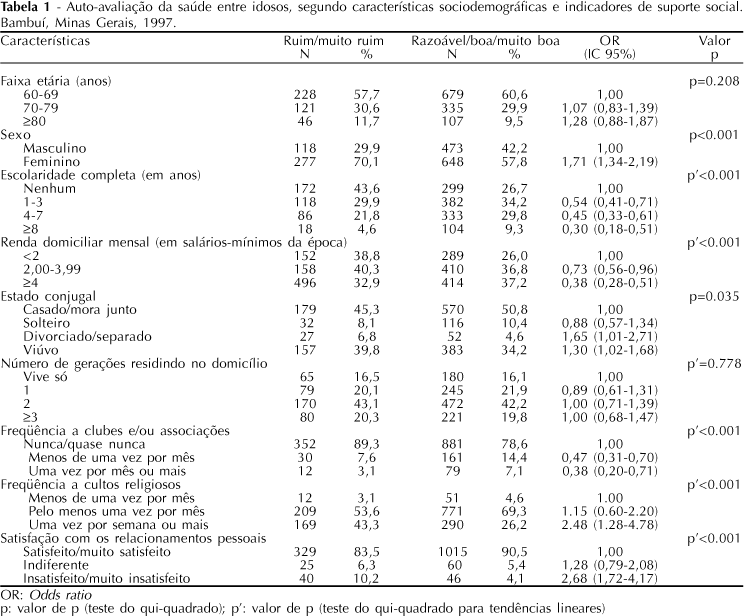 Tabela 1 - Auto-avaliação da saúde entre idosos, segundo características sociodemográficas e indicadores de suporte social.
Bambuí, Minas Gerais, 1997.
Características Ruim/muito ruim Razoável/boa/muito boa OR Valor
N % N % (IC 95%) p
Faixa etária (anos) p=0.208
60-69 228 57,7 679 60,6 1,00
70-79 121 30,6 335 29,9 1,07 (0,83-1,39)
≥80 46 11,7 107 9,5 1,28 (0,88-1,87)
Sexo p<0.001
Masculino 118 29,9 473 42,2 1,00
Feminino 277 70,1 648 57,8 1,71 (1,34-2,19)
Escolaridade completa (em anos) p’<0.001
Nenhum 172 43,6 299 26,7 1,00
1-3 118 29,9 382 34,2 0,54 (0,41-0,71)
4-7 86 21,8 333 29,8 0,45 (0,33-0,61)
≥8 18 4,6 104 9,3 0,30 (0,18-0,51)
Renda domiciliar mensal (em salários-mínimos da época) p’<0.001
<2 152 38,8 289 26,0 1,00
2,00-3,99 158 40,3 410 36,8 0,73 (0,56-0,96)
≥4 496 32,9 414 37,2 0,38 (0,28-0,51)
Estado conjugal p=0.035
Casado/mora junto 179 45,3 570 50,8 1,00
Solteiro 32 8,1 116 10,4 0,88 (0,57-1,34)
Divorciado/separado 27 6,8 52 4,6 1,65 (1,01-2,71)
Viúvo 157 39,8 383 34,2 1,30 (1,02-1,68)
Número de gerações residindo no domicílio p’=0.778
Vive só 65 16,5 180 16,1 1,00
1 79 20,1 245 21,9 0,89 (0,61-1,31)
2 170 43,1 472 42,2 1,00 (0,71-1,39)
≥3 80 20,3 221 19,8 1,00 (0,68-1,47)
Freqüência a clubes e/ou associações p’<0.001
Nunca/quase nunca 352 89,3 881 78,6 1,00
Menos de uma vez por mês 30 7,6 161 14,4 0,47 (0,31-0,70)
Uma vez por mês ou mais 12 3,1 79 7,1 0,38 (0,20-0,71)
Freqüência a cultos religiosos p’<0.001
Menos de uma vez por mês 12 3,1 51 4,6 1.00
Pelo menos uma vez por mês 209 53,6 771 69,3 1.15 (0.60-2.20)
Uma vez por semana ou mais 169 43,3 290 26,2 2.48 (1.28-4.78)
Satisfação com os relacionamentos pessoais p’<0.001
Satisfeito/muito satisfeito 329 83,5 1015 90,5 1,00
Indiferente 25 6,3 60 5,4 1,28 (0,79-2,08)
Insatisfeito/muito insatisfeito 40 10,2 46 4,1 2,68 (1,72-4,17)
OR: Odds ratio
p: valor de p (teste do qui-quadrado); p’: valor de p (teste do qui-quadrado para tendências lineares)